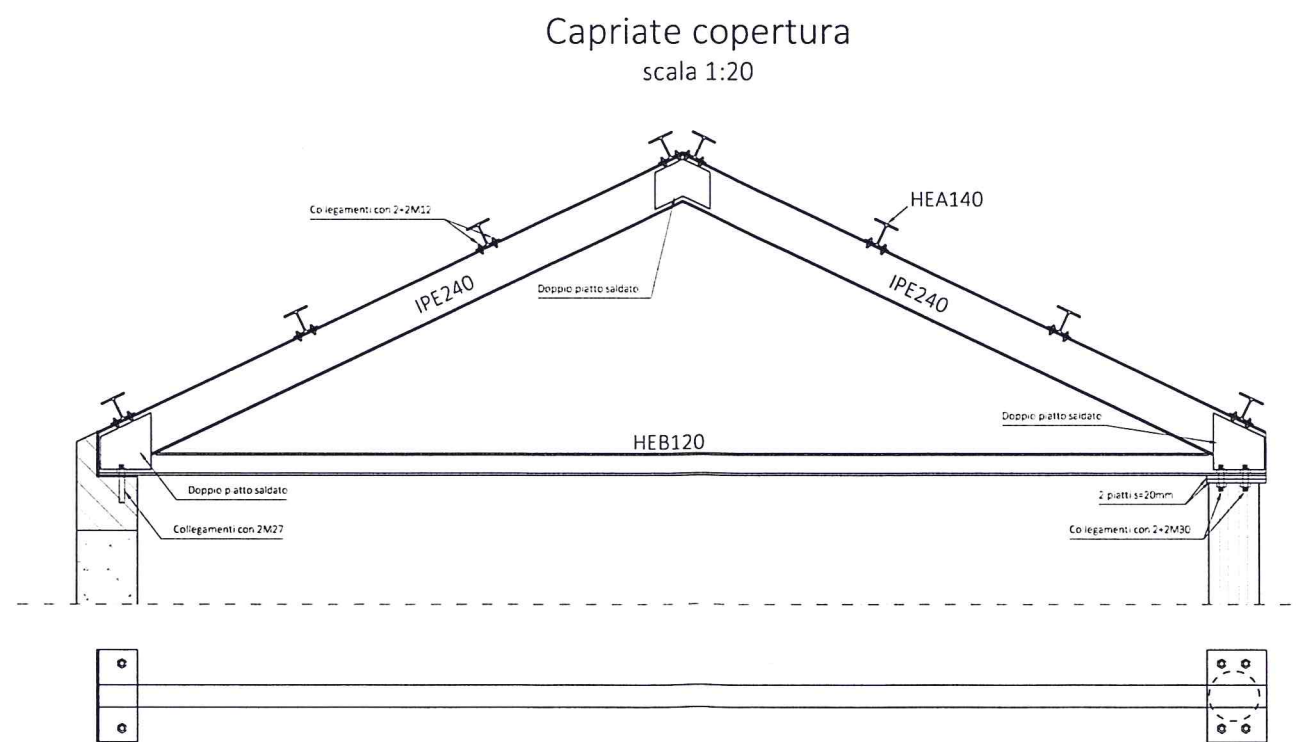 Capriate copertura
scala 1:20
HEA140
Collegamenti con 2+2M12
IPE240
Doppio piatto saldato
IPE240
Doppio piatto saldato
HEB120
Doppio piatto saldato
2 piatti s=20mm
Collegamenti con 2M27
Collegamenti con 2+2M30